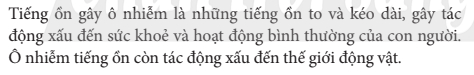 Tiếng ồn gây ô nhiễm là những tiếng ồn to và kéo dài, gây tác
động xấu đến sức khoẻ và hoạt động bình thường của con người.
Ô nhiễm tiếng ồn còn tác động xấu đến thế giới động vật.